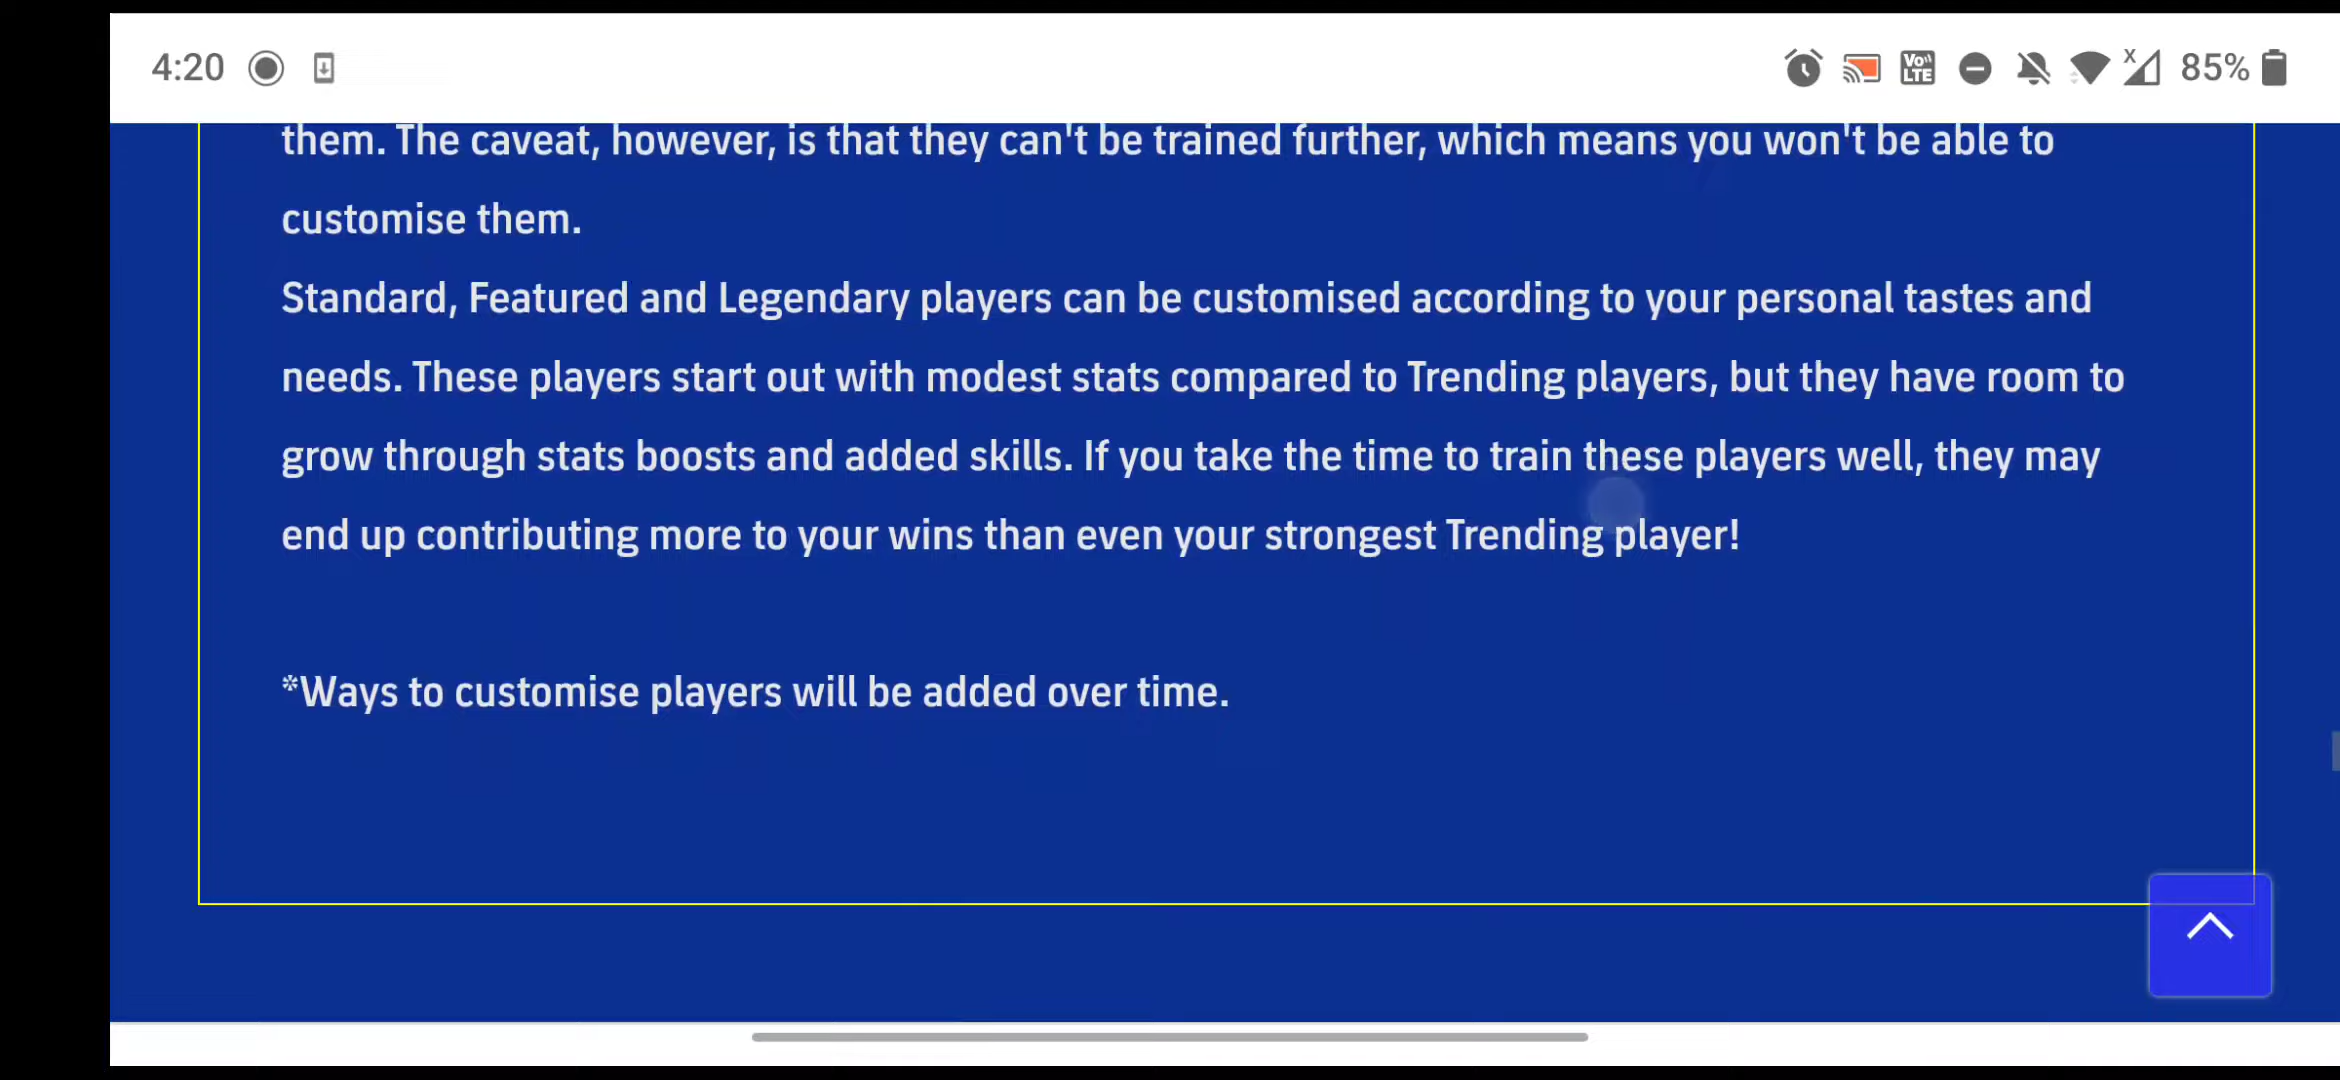 4:20
Vo)) LTE
x
85%
them. The caveat, however, is that they can't be trained further, which means you won't be able to
customise them.
Standard, Featured and Legendary players can be customised according to your personal tastes and
needs. These players start out with modest stats compared to Trending players, but they have room to
grow through stats boosts and added skills. If you take the time to train these players well, they may
end up contributing more to your wins than even your strongest Trending player!
*Ways to customise players will be added over time.